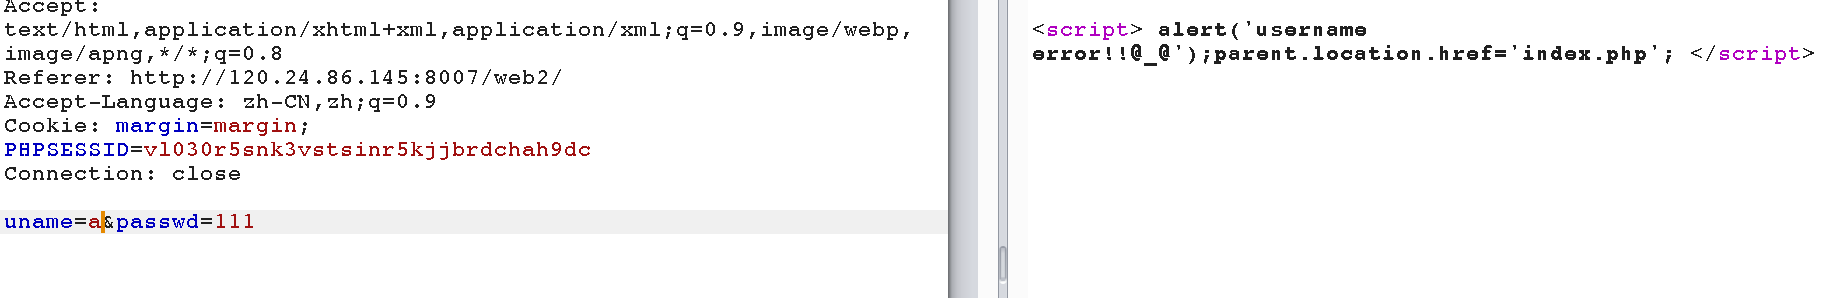 Accept:
text/html,application/xhtml+xml,application/xml;q=0.9,image/webp,
image/apng,*/*;q=0.8
Referer: http://120.24.86.145:8007/web2/
Accept-Language: zh-CN,zh;q=0.9
Cookie: margin=margin;
PHPSESSID=vl030r5snk3vstsinr5kjjbrdchah9dc
Connection: close
uname=a&passwd=111
<script> alert('username
error!!@_@');parent.location.href='index.php'; </script>